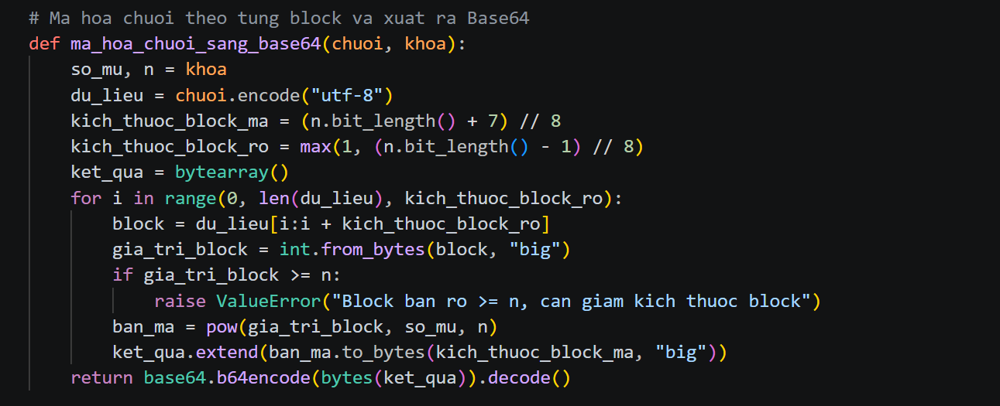 # Ma hoa chuoi theo tung block va xuat ra Base64
def ma_hoa_chuoi_sang_base64(chuoi, khoa):
    so_mu, n = khoa
    du_lieu = chuoi.encode("utf-8")
    kich_thuoc_block_ma = (n.bit_length() + 7) // 8
    kich_thuoc_block_ro = max(1, (n.bit_length() - 1) // 8)
    ket_qua = bytearray()
    for i in range(0, len(du_lieu), kich_thuoc_block_ro):
        block = du_lieu[i:i + kich_thuoc_block_ro]
        gia_tri_block = int.from_bytes(block, "big")
        if gia_tri_block >= n:
            raise ValueError("Block ban ro >= n, can giam kich thuoc block")
        ban_ma = pow(gia_tri_block, so_mu, n)
        ket_qua.extend(ban_ma.to_bytes(kich_thuoc_block_ma, "big"))
    return base64.b64encode(bytes(ket_qua)).decode()